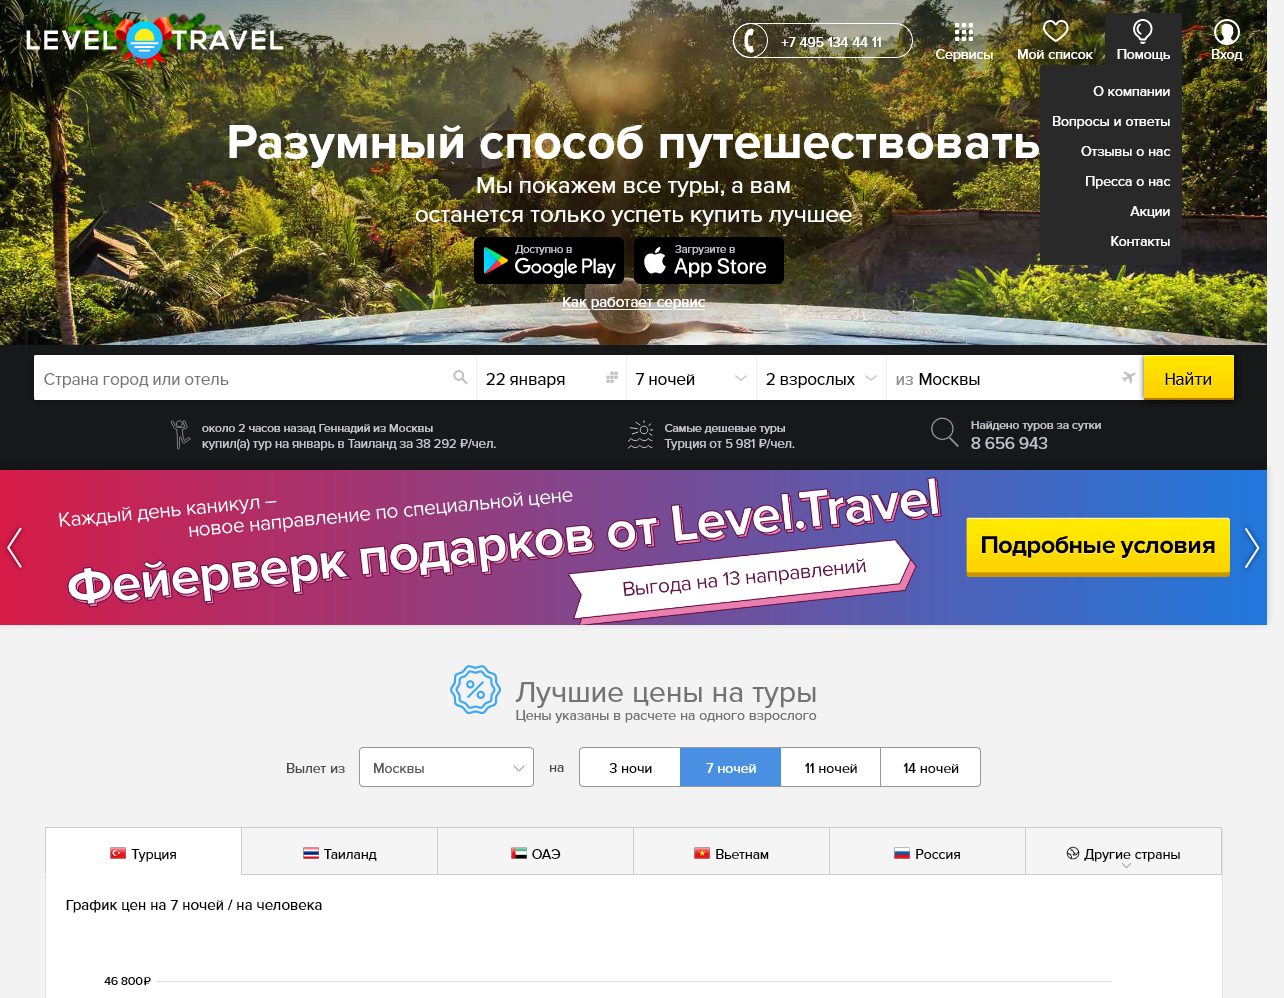 LEVEL TRAVEL
+7 495 134 44 11
Сервисы
Мой список
Помощь
Вход
О компании
Вопросы и ответы
Отзывы о нас
Пресса о нас
Акции
Контакты
Разумный способ путешествовать
Мы покажем все туры, а вам
останется только успеть купить лучшее
Доступно в
Google Play
Загрузите в
App Store
Как работает сервис
Страна город или отель
22 января
7 ночей
2 взрослых
из Москвы
Найти
около 2 часов назад Геннадий из Москвы
купил(а) тур на январь в Таиланд за 38 292 ₽/чел.
Самые дешевые туры
Турция от 5 981 ₽/чел.
Найдено туров за сутки
8 656 943
Каждый день каникул –
новое направление по специальной цене
Фейерверк подарков от Level.Travel
Выгода на 13 направлений
Подробные условия
Лучшие цены на туры
Цены указаны в расчете на одного взрослого
Вылет из
Москвы
на
3 ночи
7 ночей
11 ночей
14 ночей
Турция
Таиланд
ОАЭ
Вьетнам
Россия
Другие страны
График цен на 7 ночей / на человека
46 800₽